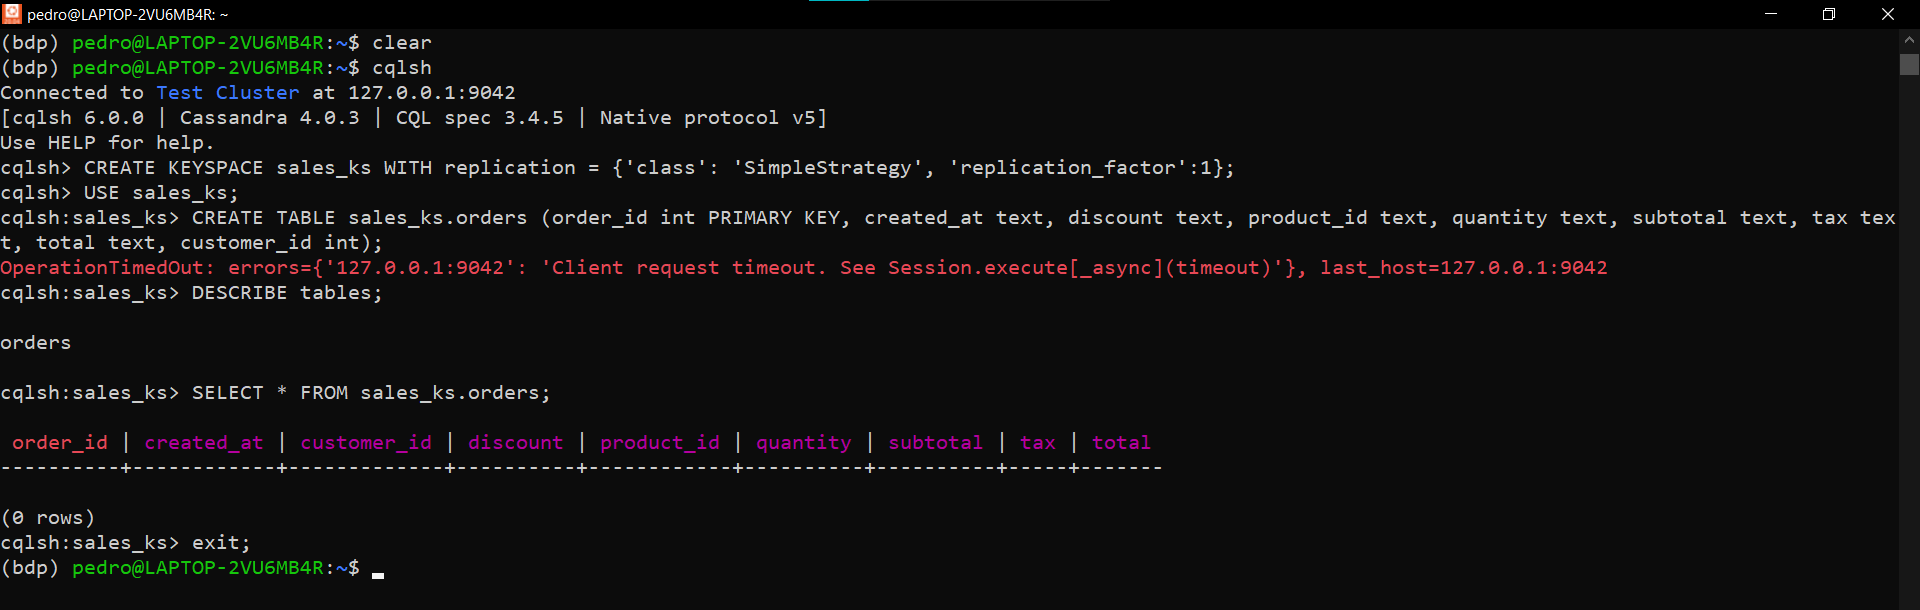 pedro@LAPTOP-2VU6MB4R: ~
(bdp) pedro@LAPTOP-2VU6MB4R:~$ clear
(bdp) pedro@LAPTOP-2VU6MB4R:~$ cqlsh
Connected to Test Cluster at 127.0.0.1:9042
[cqlsh 6.0.0 | Cassandra 4.0.3 | CQL spec 3.4.5 | Native protocol v5]
Use HELP for help.
cqlsh> CREATE KEYSPACE sales_ks WITH replication = {'class': 'SimpleStrategy', 'replication_factor':1};
cqlsh> USE sales_ks;
cqlsh:sales_ks> CREATE TABLE sales_ks.orders (order_id int PRIMARY KEY, created_at text, discount text, product_id text, quantity text, subtotal text, tax tex
t, total text, customer_id int);
OperationTimedOut: errors={'127.0.0.1:9042': 'Client request timeout. See Session.execute[_async](timeout)'}, last_host=127.0.0.1:9042
cqlsh:sales_ks> DESCRIBE tables;
orders
cqlsh:sales_ks> SELECT * FROM sales_ks.orders;
order_id | created_at | customer_id | discount | product_id | quantity | subtotal | tax | total
----------+------------+-------------+----------+------------+----------+----------+-----+-------
(0 rows)
cqlsh:sales_ks> exit;
(bdp) pedro@LAPTOP-2VU6MB4R:~$